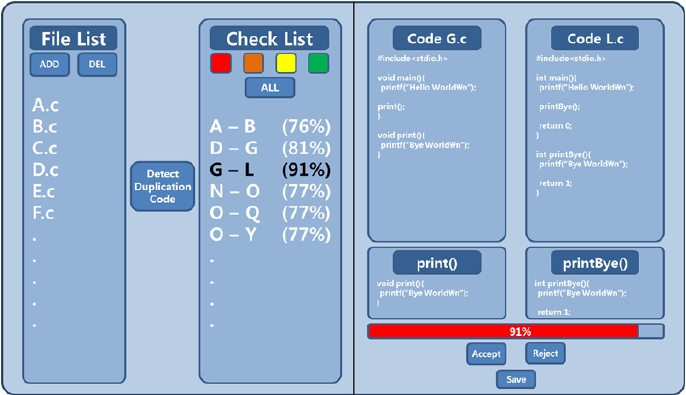 File List
ADD DEL
A.c
B.c
C.c
D.c
E.c
F.c
.
.
.
.
.
Detect
Duplication
Code
Check List
ALL
A – B (76%)
D – G (81%)
G – L (91%)
N – O (77%)
O – Q (77%)
O – Y (77%)
.
.
.
.
Code G.c
#include<stdio.h>
void main(){
printf("Hello World₩n");
print();
}
void print(){
printf("Bye World₩n");
}
Code L.c
#include<stdio.h>
int main(){
printf("Hello World₩n");
printBye();
return 0;
}
int printBye(){
printf("Bye World₩n");
return 1;
}
print()
void print(){
printf("Bye World₩n");
}
printBye()
int printBye(){
printf("Bye World₩n");
return 1;
91%
Accept Reject
Save